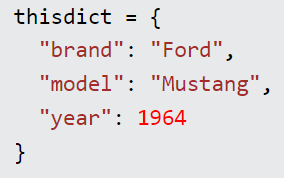 thisdict = {
  "brand": "Ford",
  "model": "Mustang",
  "year": 1964
}